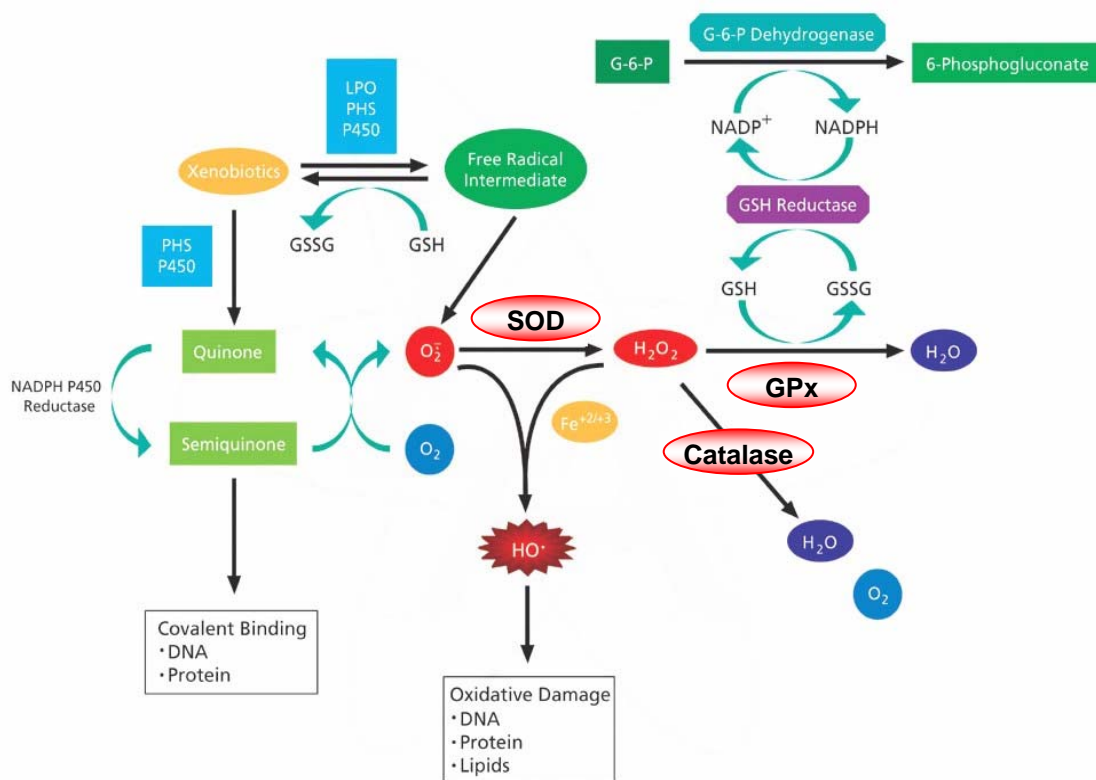 G-6-P Dehydrogenase
G-6-P
6-Phosphogluconate
LPO
PHS
P450
NADP⁺
NADPH
Xenobiotics
Free Radical
Intermediate
GSH Reductase
GSSG
GSH
PHS
P450
GSH
GSSG
SOD
Quinone
O₂⁻
H₂O₂
H₂O
NADPH P450
Reductase
GPx
Fe⁺²/⁺³
Semiquinone
O₂
Catalase
HO•
H₂O
O₂
Covalent Binding
•DNA
•Protein
Oxidative Damage
•DNA
•Protein
•Lipids